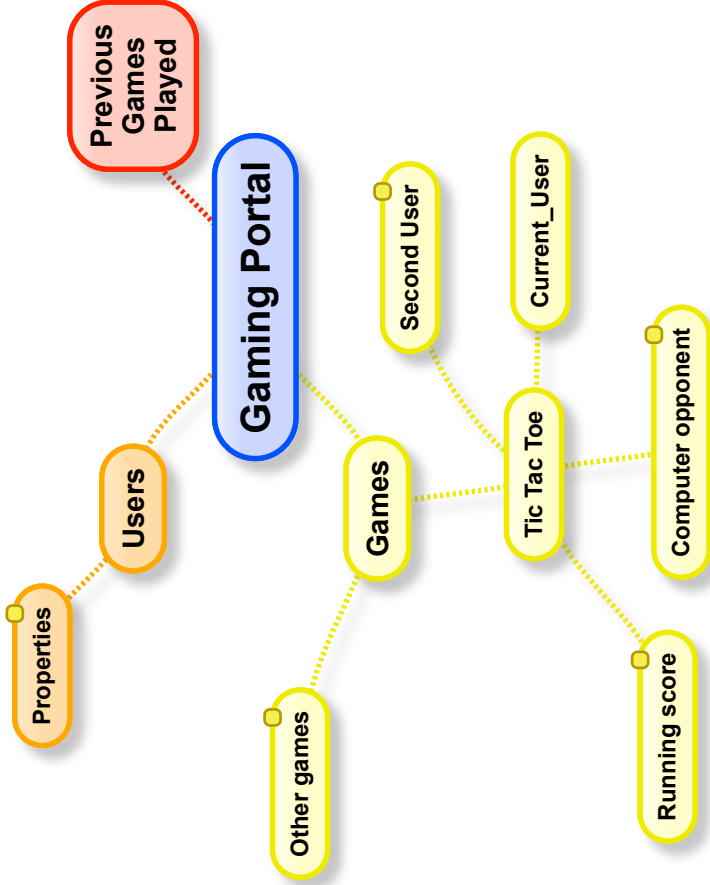 Previous
Games
Played
Gaming Portal
Users
Properties
Games
Other games
Tic Tac Toe
Second User
Current_User
Computer opponent
Running score